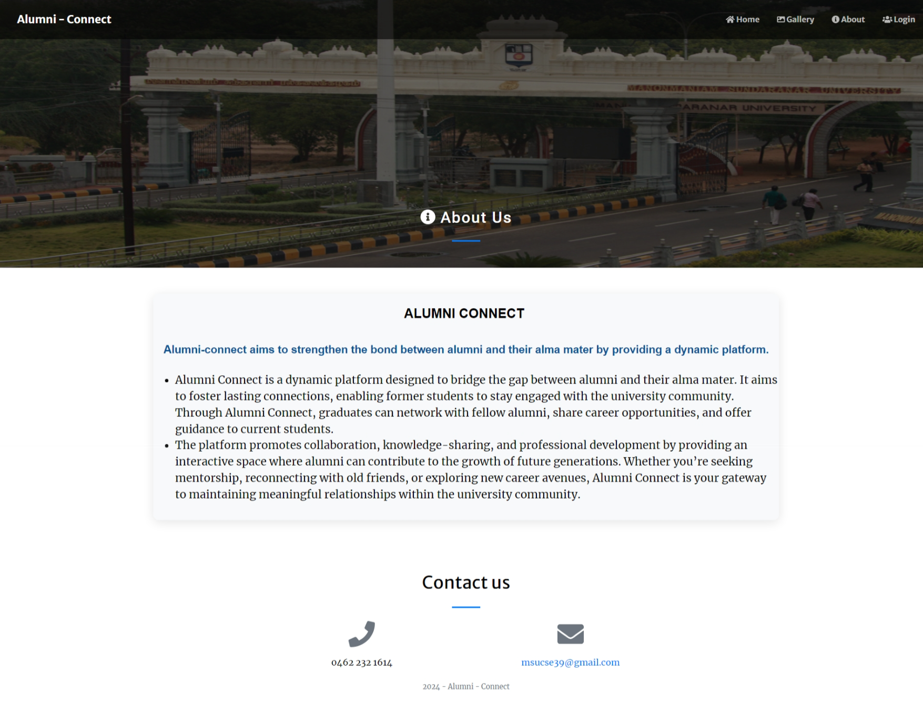 Alumni - Connect
Home Gallery About Login
MANONMANIAM SUNDARANAR UNIVERSITY
ARANAR UNIVERSITY
About Us
ALUMNI CONNECT
Alumni-connect aims to strengthen the bond between alumni and their alma mater by providing a dynamic platform.
• Alumni Connect is a dynamic platform designed to bridge the gap between alumni and their alma mater. It aims
to foster lasting connections, enabling former students to stay engaged with the university community.
Through Alumni Connect, graduates can network with fellow alumni, share career opportunities, and offer
guidance to current students.
• The platform promotes collaboration, knowledge-sharing, and professional development by providing an
interactive space where alumni can contribute to the growth of future generations. Whether you're seeking
mentorship, reconnecting with old friends, or exploring new career avenues, Alumni Connect is your gateway
to maintaining meaningful relationships within the university community.
Contact us
0462 232 1614
msucse39@gmail.com
2024 - Alumni - Connect